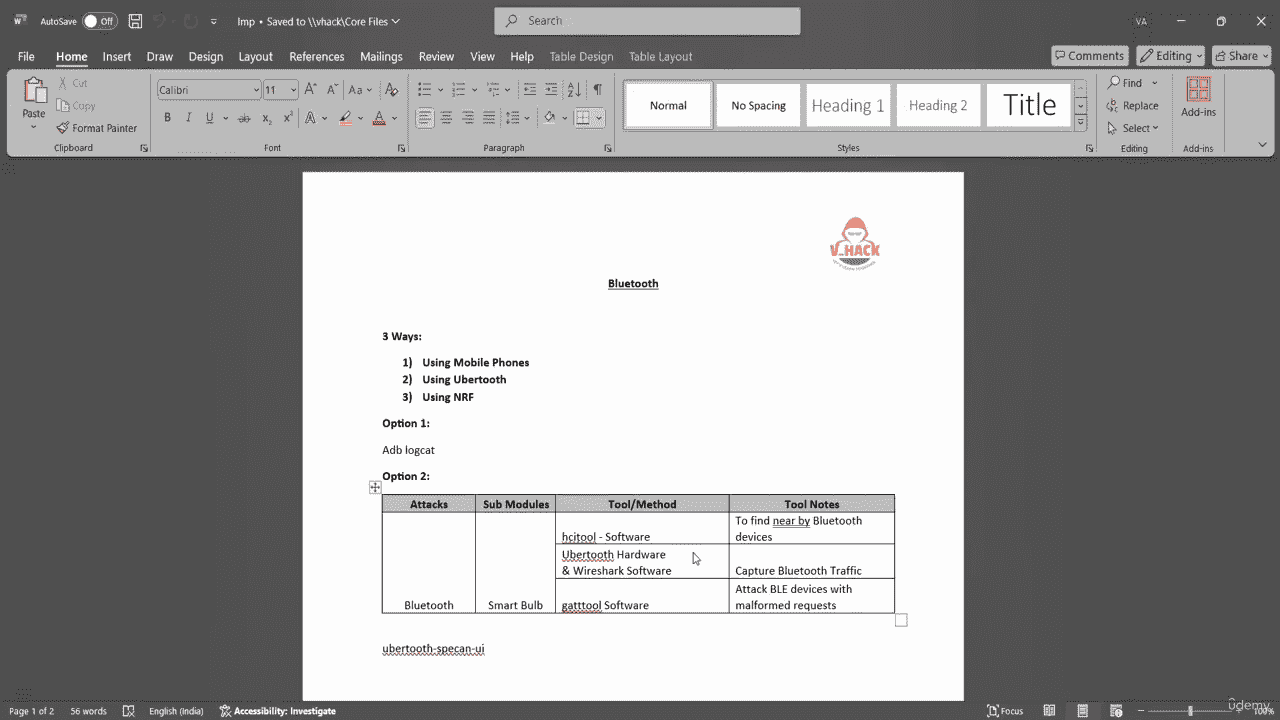 AutoSave Off Imp • Saved to \\vhack\Core Files Search VA
File Home Insert Draw Design Layout References Mailings Review View Help Table Design Table Layout Comments Editing Share
Paste Cut Copy Format Painter
Clipboard
Calibri 11
Font
Paragraph
Normal No Spacing Heading 1 Heading 2 Title
Styles
Find Replace Select
Editing
Add-ins
Add-ins
V_HACK
Bluetooth
3 Ways:
1) Using Mobile Phones
2) Using Ubertooth
3) Using NRF
Option 1:
Adb logcat
Option 2:
Attacks Sub Modules Tool/Method Tool Notes
Bluetooth Smart Bulb
hcitool - Software
To find near by Bluetooth
devices
Ubertooth Hardware
& Wireshark Software
Capture Bluetooth Traffic
gatttool Software
Attack BLE devices with
malformed requests
ubertooth-specan-ui
Page 1 of 2 56 words English (India) Accessibility: Investigate Focus 100%